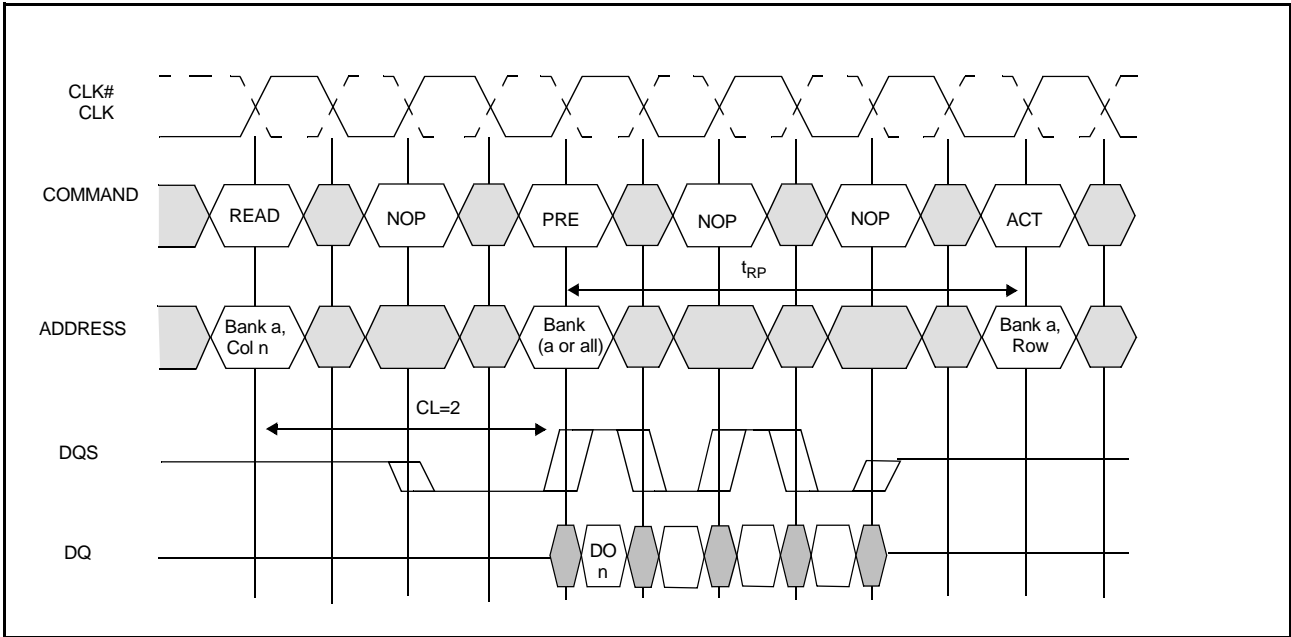 CLK#
CLK
COMMAND
READ
NOP
PRE
NOP
NOP
ACT
tRP
ADDRESS
Bank a,
Col n
Bank
(a or all)
Bank a,
Row
CL=2
DQS
DQ
DO
n